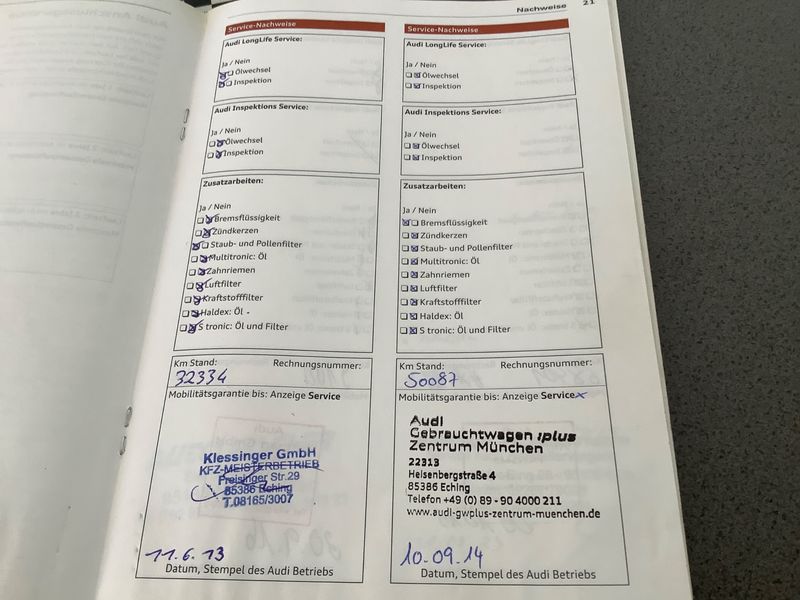 Nachweise 21
Service-Nachweise
Audi LongLife Service:
Ja / Nein
Ölwechsel
Inspektion
Audi Inspektions Service:
Ja / Nein
Ölwechsel
Inspektion
Zusatzarbeiten:
Ja / Nein
Bremsflüssigkeit
Zündkerzen
Staub- und Pollenfilter
Multitronic: Öl
Zahnriemen
Luftfilter
Kraftstofffilter
Haldex: Öl
S tronic: Öl und Filter
Km Stand: Rechnungsnummer:
32334
Mobilitätsgarantie bis: Anzeige Service
Klessinger GmbH
KFZ-MEISTERBETRIEB
Freisinger Str.29
85386 Eching
T.08165/3007
11.6.13
Datum, Stempel des Audi Betriebs
Service-Nachweise
Audi LongLife Service:
Ja / Nein
Ölwechsel
Inspektion
Audi Inspektions Service:
Ja / Nein
Ölwechsel
Inspektion
Zusatzarbeiten:
Ja / Nein
Bremsflüssigkeit
Zündkerzen
Staub- und Pollenfilter
Multitronic: Öl
Zahnriemen
Luftfilter
Kraftstofffilter
Haldex: Öl
S tronic: Öl und Filter
Km Stand: Rechnungsnummer:
50087
Mobilitätsgarantie bis: Anzeige Service
Audi
Gebrauchtwagen :plus
Zentrum München
22313
Heisenbergstraße 4
85386 Eching
Telefon +49 (0) 89 - 90 4000 211
www.audi-gwplus-zentrum-muenchen.de
10.09.14
Datum, Stempel des Audi Betriebs